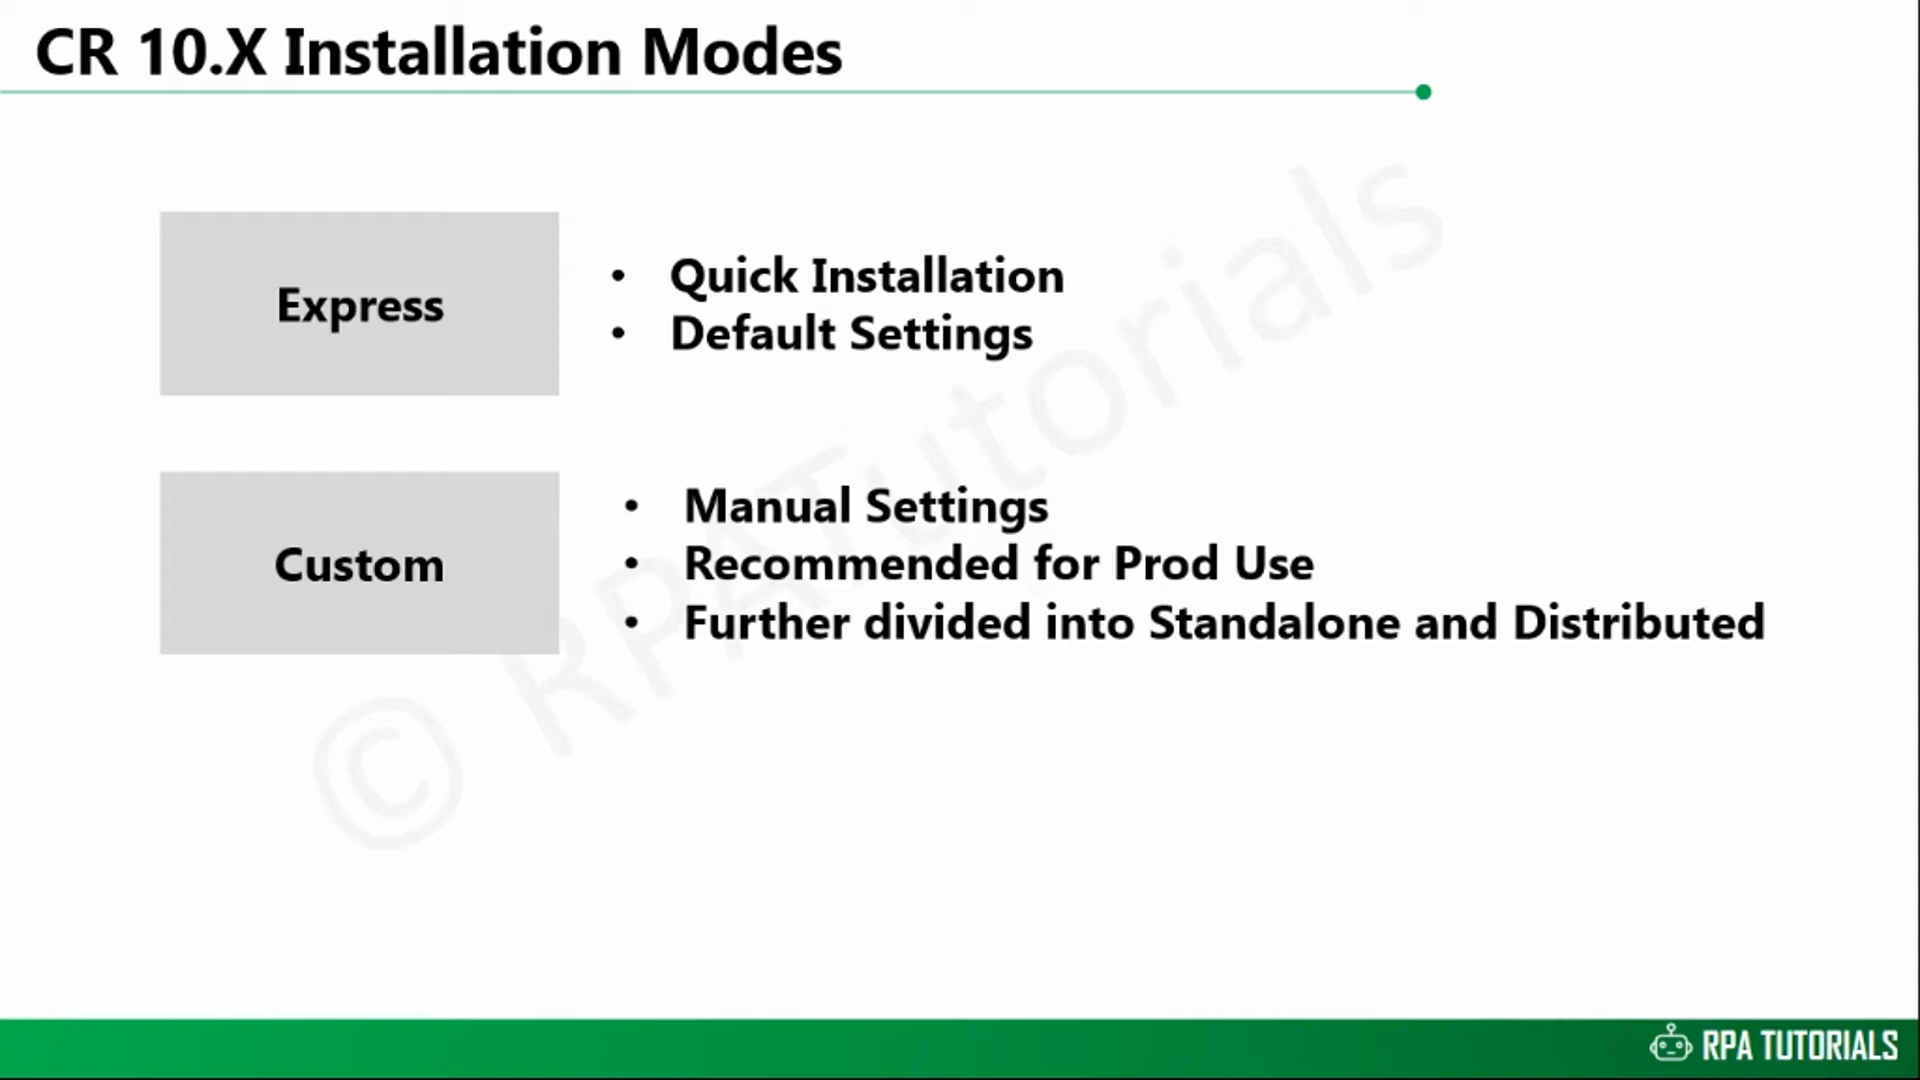 CR 10.X Installation Modes
Express
• Quick Installation
• Default Settings
Custom
• Manual Settings
• Recommended for Prod Use
• Further divided into Standalone and Distributed
© RPATutorials
RPA TUTORIALS